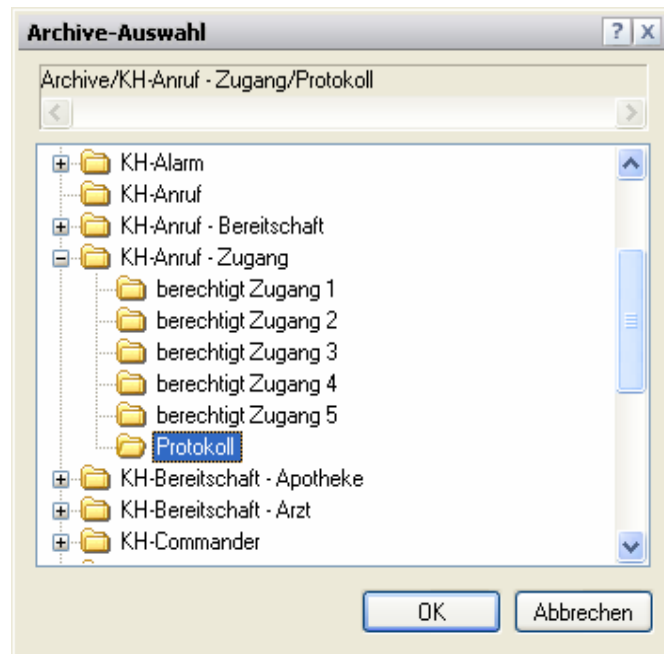 Archive-Auswahl
Archive/KH-Anruf - Zugang/Protokoll
KH-Alarm
KH-Anruf
KH-Anruf - Bereitschaft
KH-Anruf - Zugang
berechtigt Zugang 1
berechtigt Zugang 2
berechtigt Zugang 3
berechtigt Zugang 4
berechtigt Zugang 5
Protokoll
KH-Bereitschaft - Apotheke
KH-Bereitschaft - Arzt
KH-Commander
OK Abbrechen